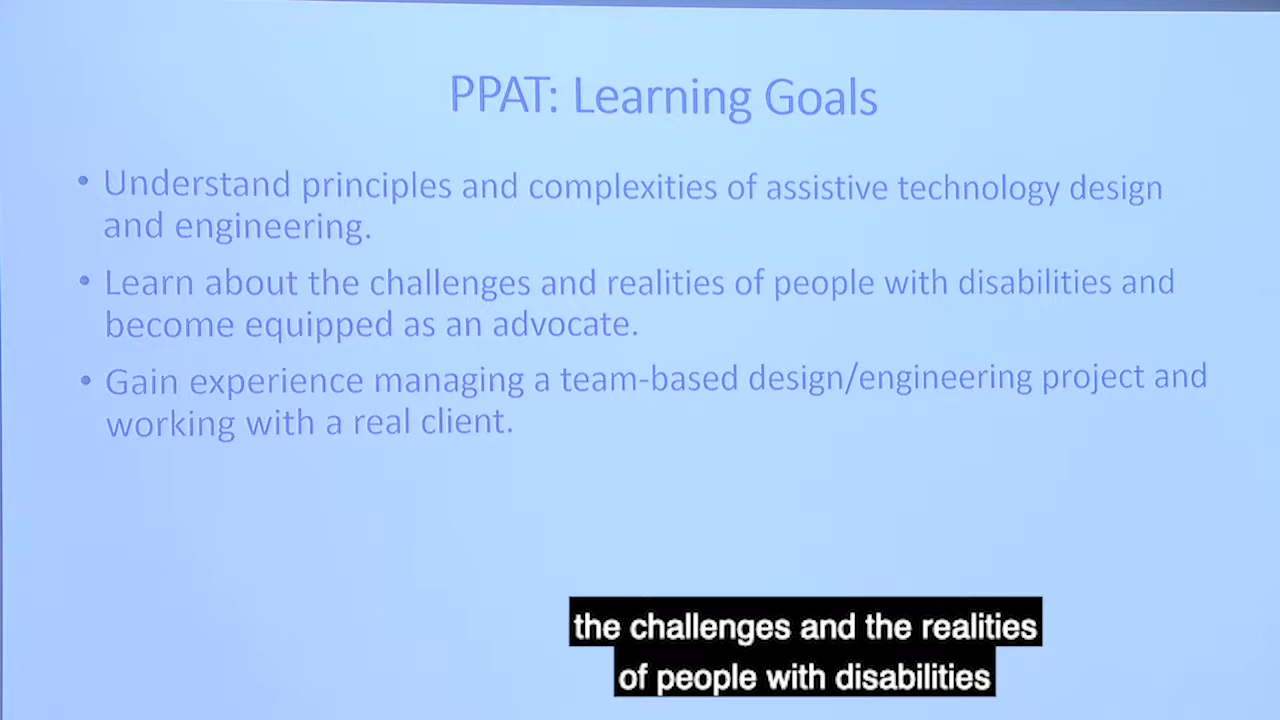 PPAT: Learning Goals
• Understand principles and complexities of assistive technology design
and engineering.
• Learn about the challenges and realities of people with disabilities and
become equipped as an advocate.
• Gain experience managing a team-based design/engineering project and
working with a real client.
the challenges and the realities
of people with disabilities